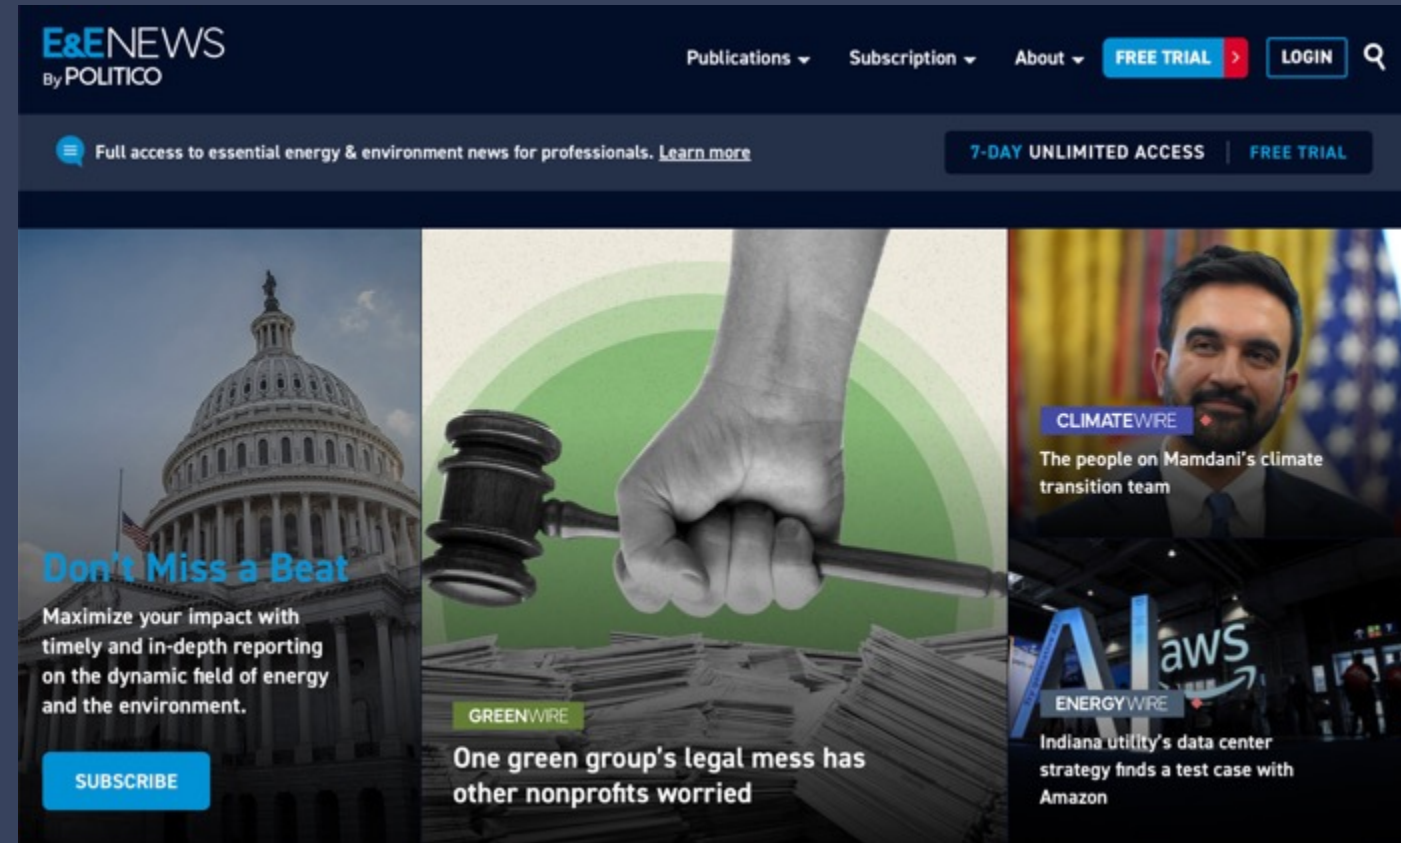 E&ENEWS
By POLITICO
Publications
Subscription
About
FREE TRIAL
LOGIN
Full access to essential energy & environment news for professionals. Learn more
7-DAY UNLIMITED ACCESS
FREE TRIAL
Don't Miss a Beat
Maximize your impact with
timely and in-depth reporting
on the dynamic field of energy
and the environment.
SUBSCRIBE
GREENWIRE
One green group's legal mess has
other nonprofits worried
CLIMATEWIRE
The people on Mamdani's climate
transition team
AI
aws
ENERGYWIRE
Indiana utility's data center
strategy finds a test case with
Amazon